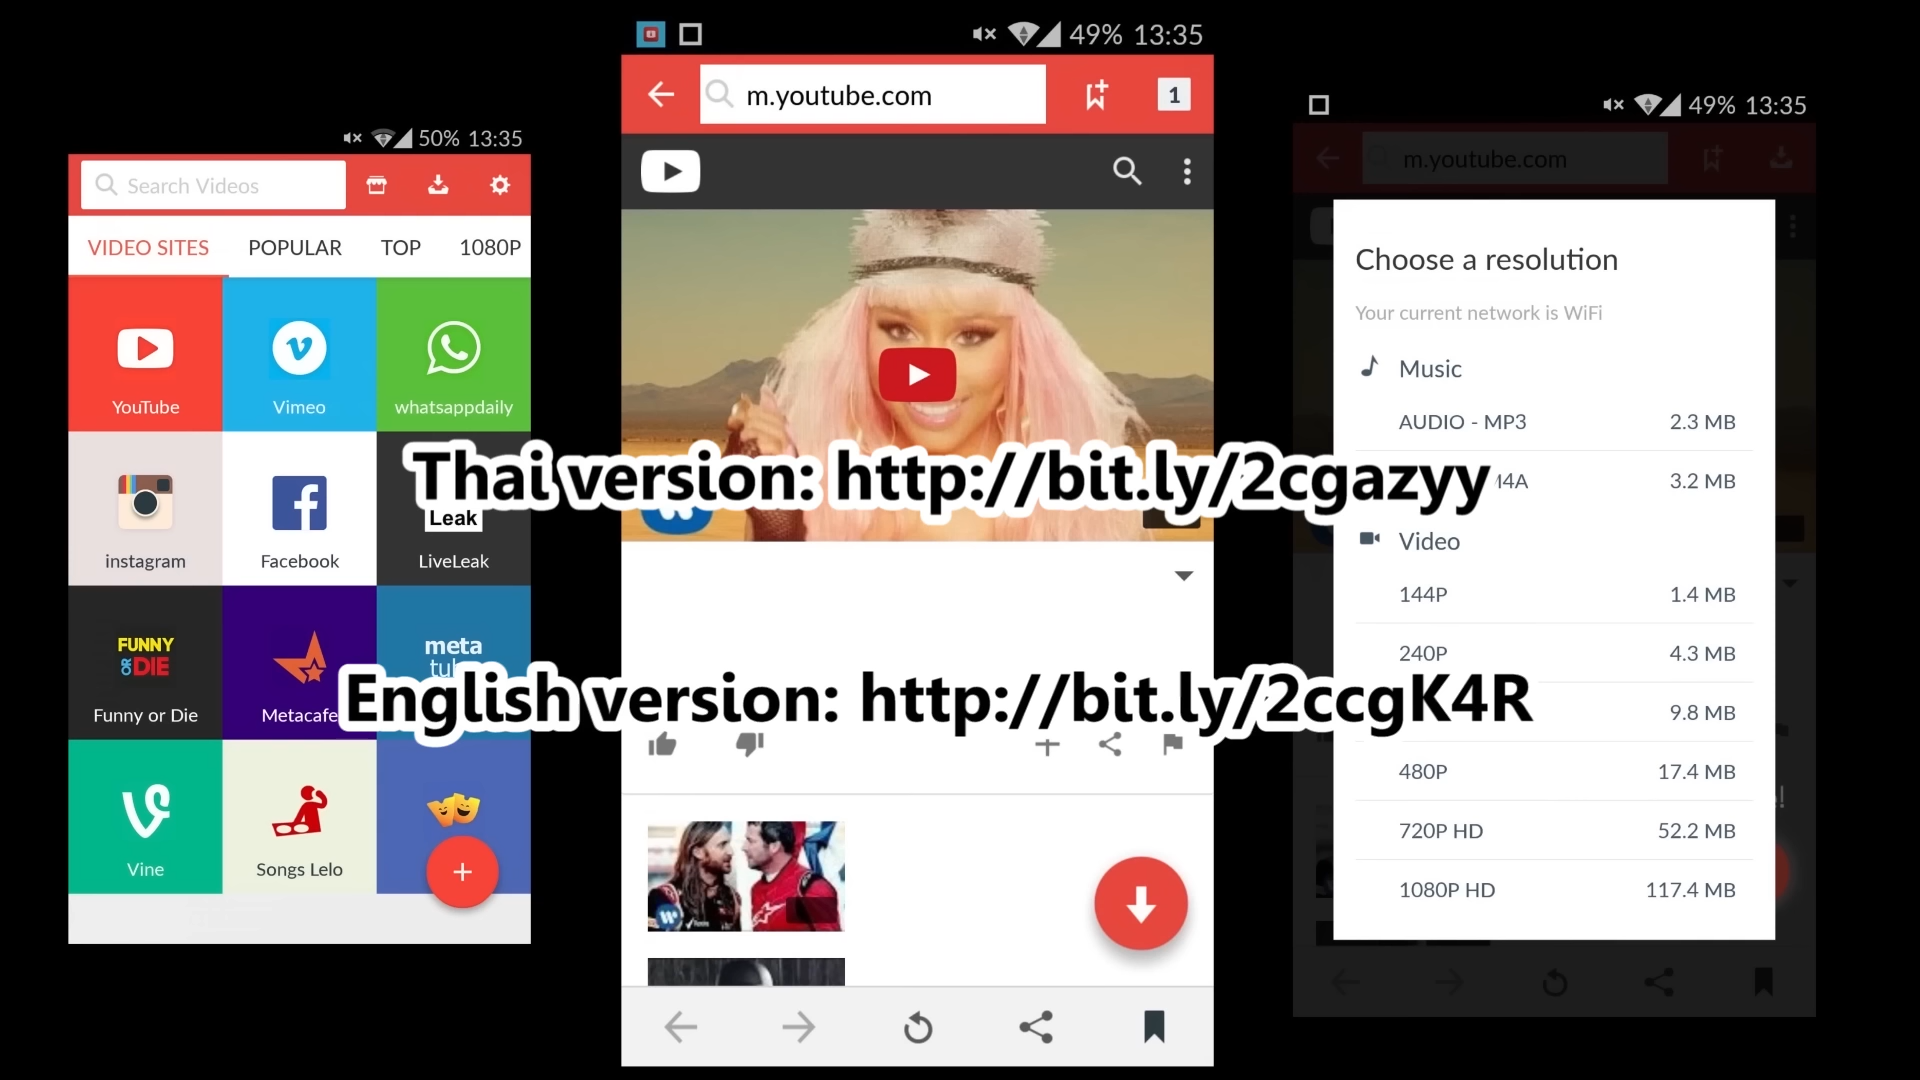 50% 13:35
Search Videos
VIDEO SITES POPULAR TOP 1080P
YouTube Vimeo whatsappdaily
Leak
instagram Facebook LiveLeak
FUNNY
OR DIE
meta
Funny or Die Metacafe
Vine Songs Lelo
49% 13:35
m.youtube.com 1
Thai version: http://bit.ly/2cgazyy
English version: http://bit.ly/2ccgK4R
49% 13:35
m.youtube.com
Choose a resolution
Your current network is WiFi
Music
AUDIO - MP3 2.3 MB
3.2 MB
Video
144P 1.4 MB
240P 4.3 MB
9.8 MB
480P 17.4 MB
720P HD 52.2 MB
1080P HD 117.4 MB